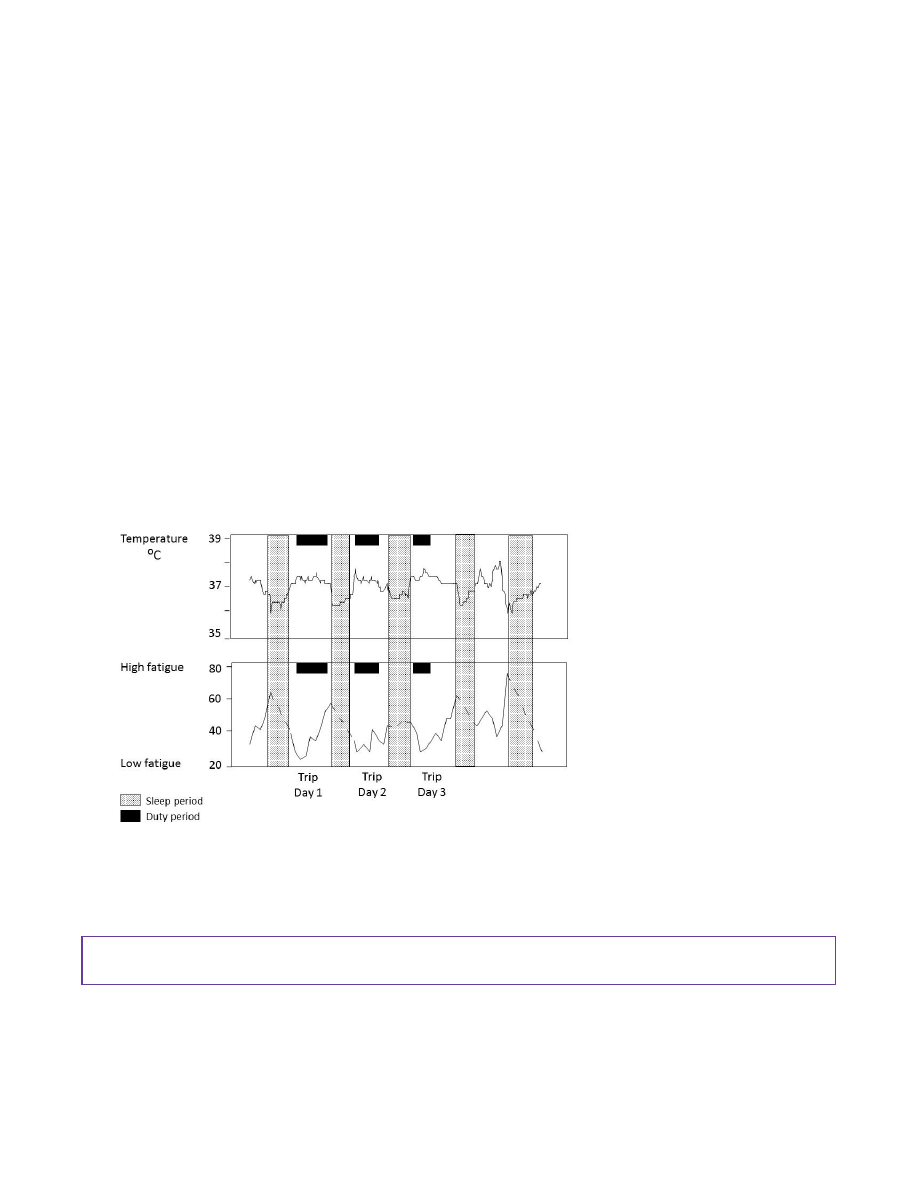 Temperature
°C
39
37
35
High fatigue
80
60
40
Low fatigue
20
Trip
Day 1
Trip
Day 2
Trip
Day 3
Sleep period
Duty period